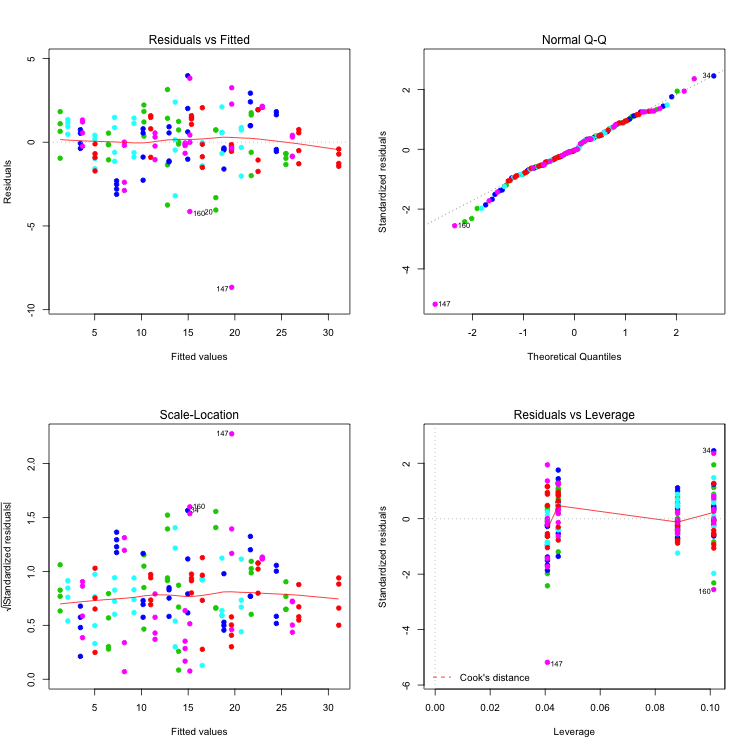 Residuals vs Fitted
Residuals
-10 -5 0 5
160 20
147
5 10 15 20 25 30
Fitted values
Normal Q-Q
Standardized residuals
-4 -2 0 2
34
160
147
-2 -1 0 1 2
Theoretical Quantiles
Scale-Location
√|Standardized residuals|
0.0 0.5 1.0 1.5 2.0
147
160
34
5 10 15 20 25 30
Fitted values
Residuals vs Leverage
Standardized residuals
-6 -4 -2 0 2
34
160
147
Cook's distance
0.00 0.02 0.04 0.06 0.08 0.10
Leverage